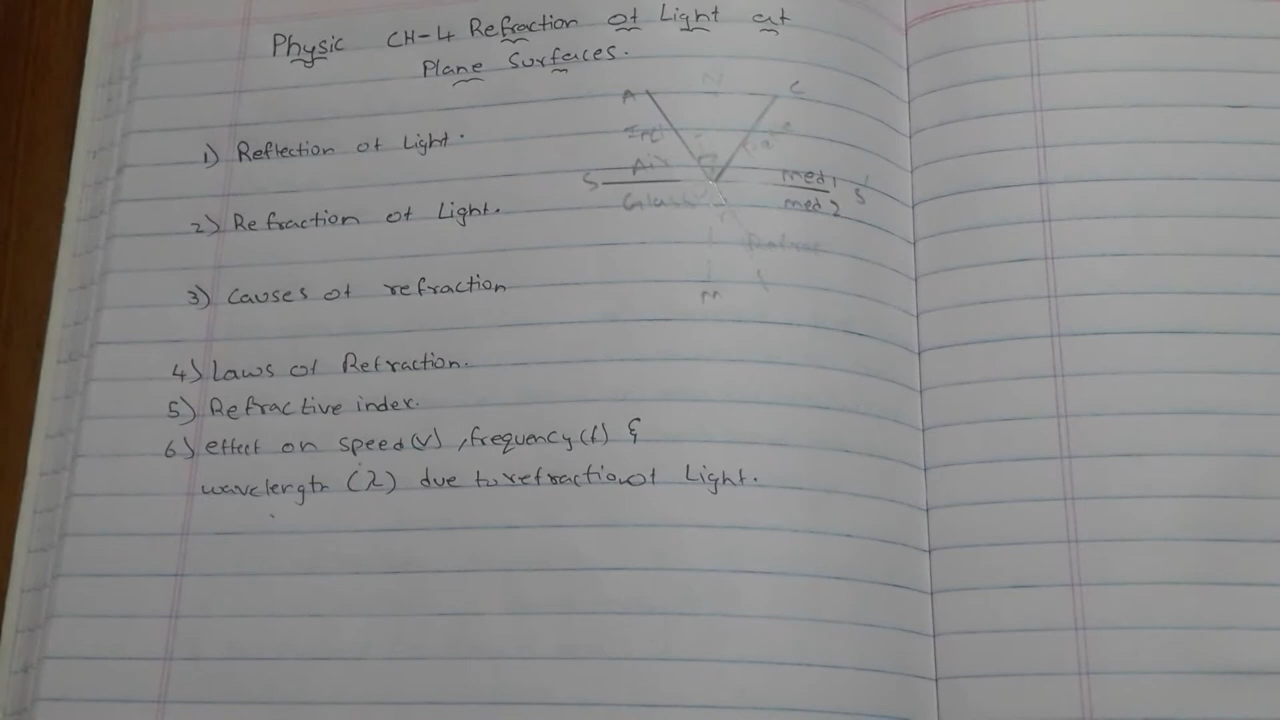 Physic CH-4 Refraction of Light at
Plane Surfaces.
A
N
C
Inc
1) Reflection of Light.
Air
S
med1
S'
Glass
med2
2) Refraction of Light.
Refrac
3) Causes of refraction
m
4) Laws of Refraction.
5) Refractive index.
6) effect on speed(v), frequency(f) &
wavelength (λ) due to refraction of Light.